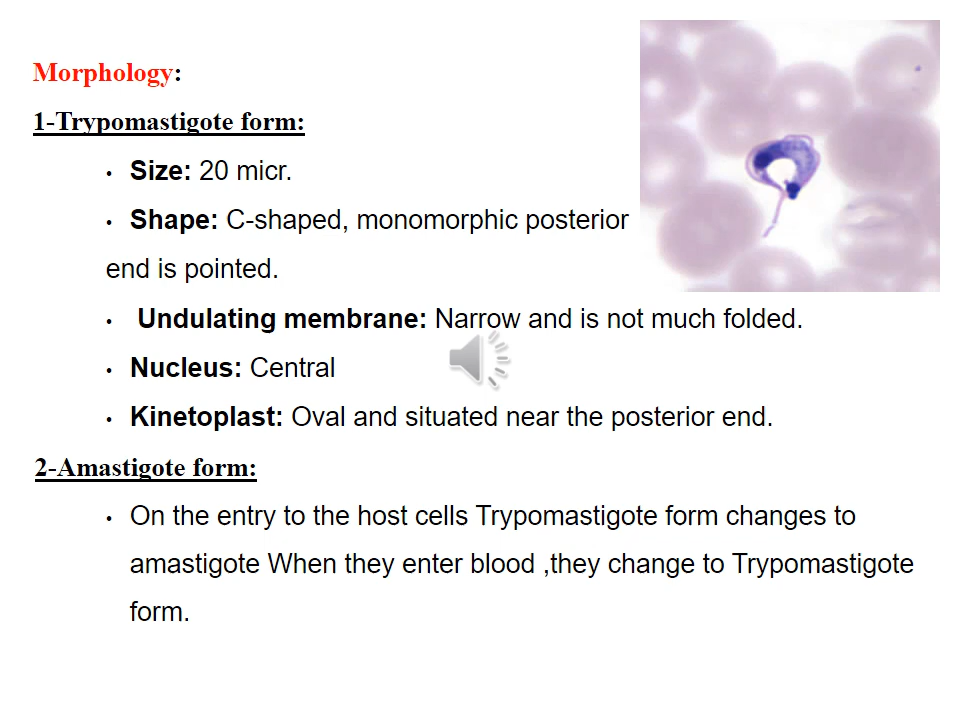 Morphology:
1-Trypomastigote form:
• Size: 20 micr.
• Shape: C-shaped, monomorphic posterior
end is pointed.
• Undulating membrane: Narrow and is not much folded.
• Nucleus: Central
• Kinetoplast: Oval and situated near the posterior end.
2-Amastigote form:
• On the entry to the host cells Trypomastigote form changes to
amastigote When they enter blood ,they change to Trypomastigote
form.